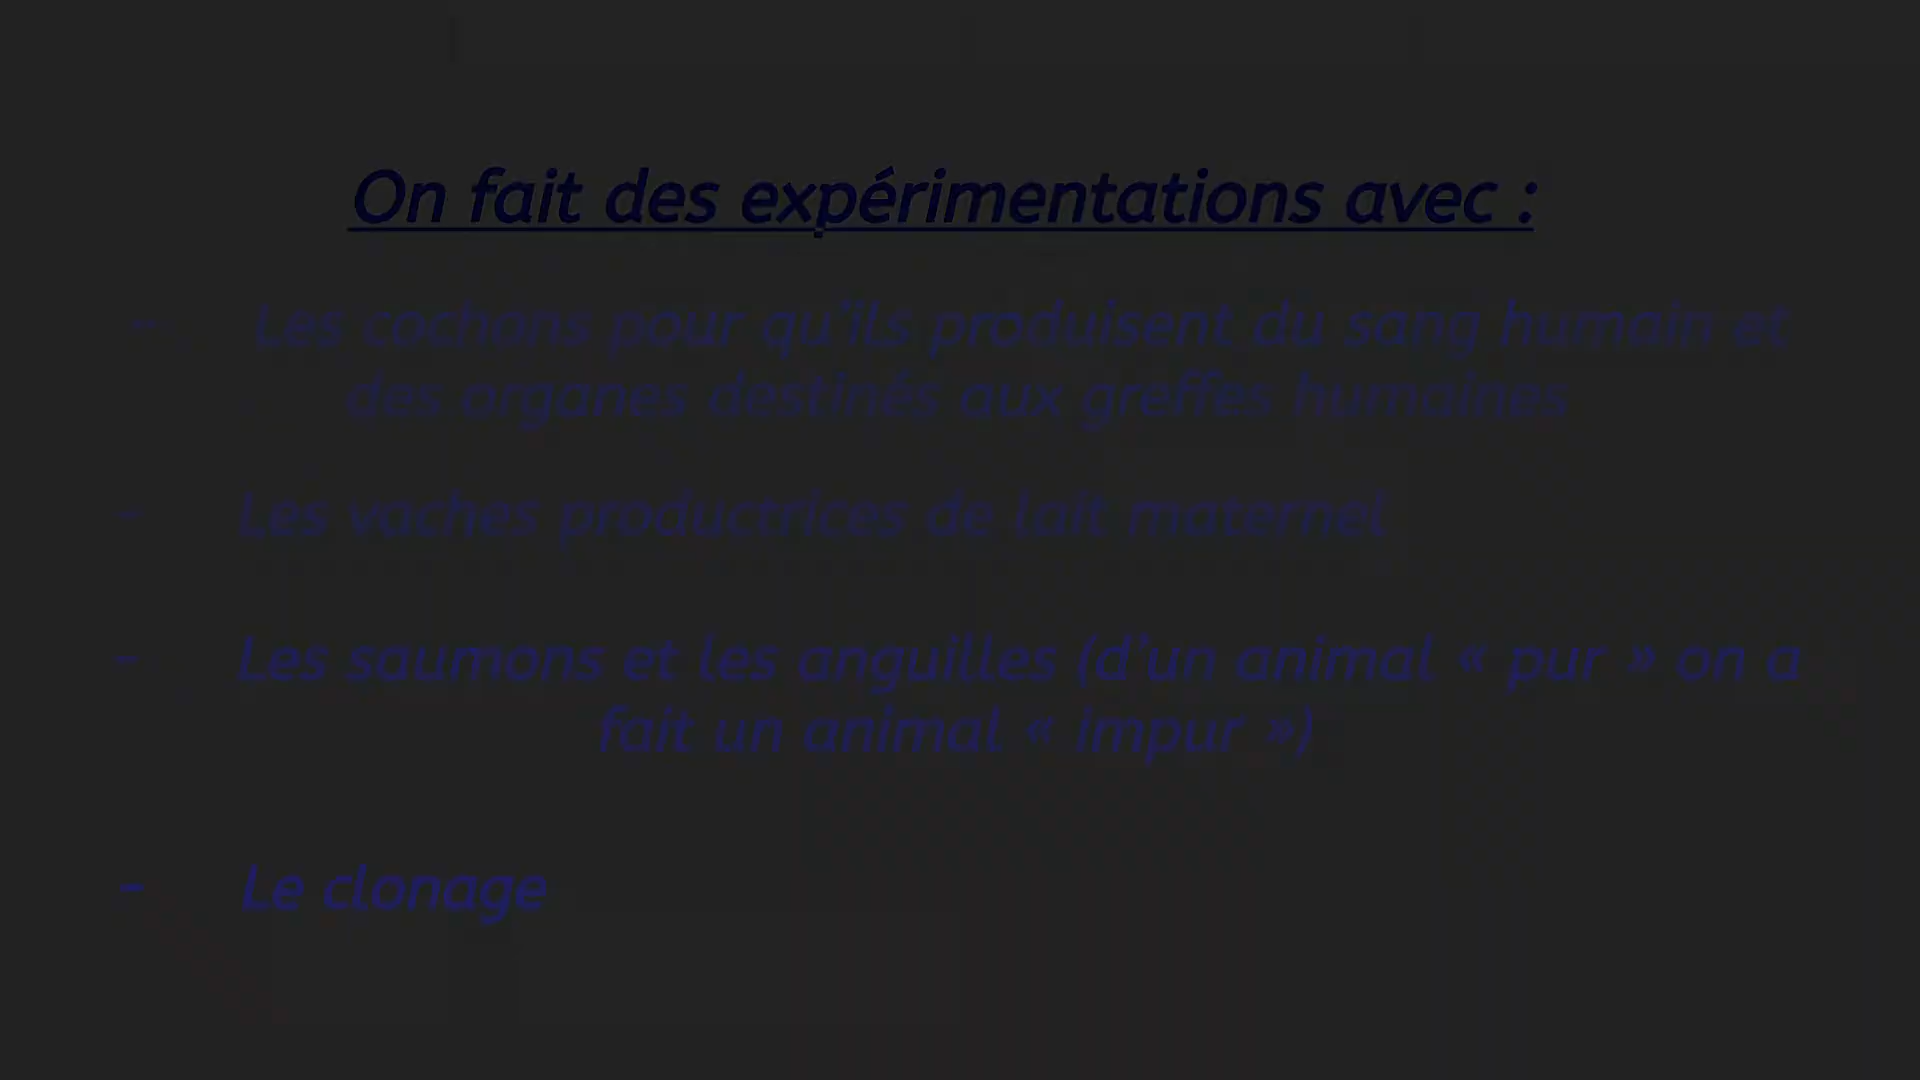 On fait des expérimentations avec :
- Les cochons pour qu'ils produisent du sang humain et
des organes destinés aux greffes humaines
- Les vaches productrices de lait maternel
- Les saumons et les anguilles (d'un animal « pur » on a
fait un animal « impur »)
- Le clonage